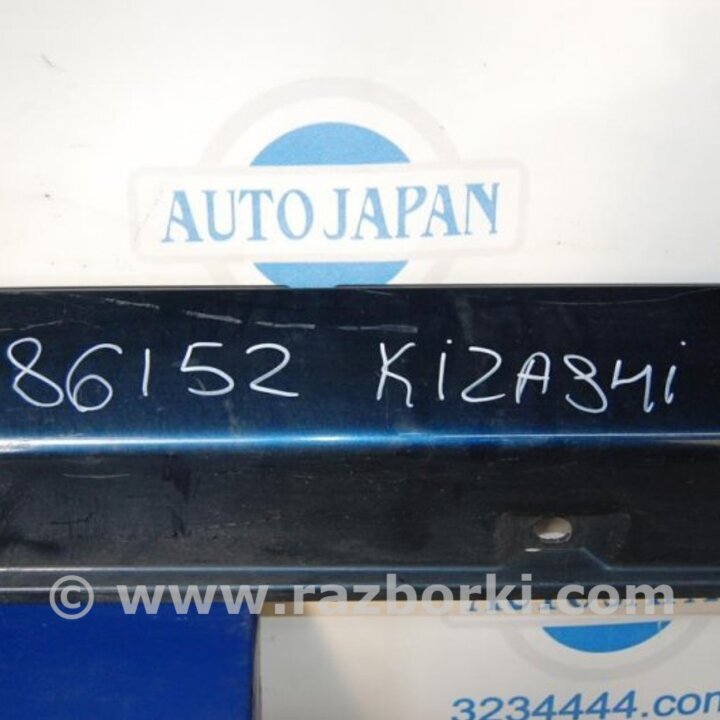 AUTO JAPAN
86152 KIZASHI
© www.razborki.com
3234444.com